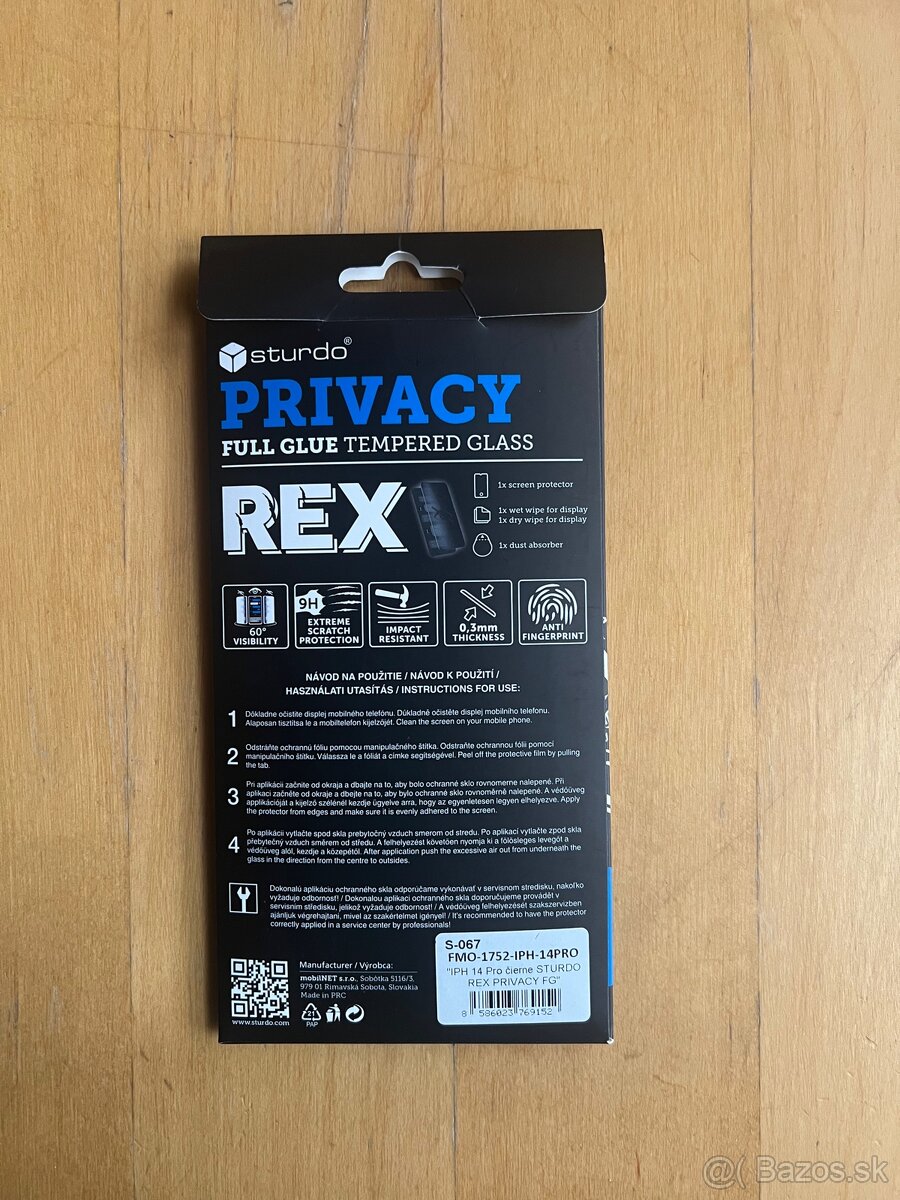 sturdo®
PRIVACY
FULL GLUE TEMPERED GLASS
REX
1x screen protector
1x wet wipe for display
1x dry wipe for display
1x dust absorber
60°
VISIBILITY
9H
EXTREME
SCRATCH
PROTECTION
IMPACT
RESISTANT
0,3mm
THICKNESS
ANTI
FINGERPRINT
NÁVOD NA POUŽITIE / NÁVOD K POUŽITÍ /
HASZNÁLATI UTASÍTÁS / INSTRUCTIONS FOR USE:
1 Dôkladne očistite displej mobilného telefónu. Důkladně očistěte displej mobilního telefonu.
Alaposan tisztítsa le a mobiltelefon kijelzőjét. Clean the screen on your mobile phone.
2 Odstráňte ochrannú fóliu pomocou manipulačného štítka. Odstraňte ochrannou fólii pomocí
manipulačního štítku. Válassza le a fóliát a címke segítségével. Peel off the protective film by pulling
the tab.
3 Pri aplikácii začnite od okraja a dbajte na to, aby bolo ochranné sklo rovnomerne nalepené. Při
aplikaci začněte od okraje a dbejte na to, aby bylo ochranné sklo rovnoměrně nalepené. A védőüveg
applikációját a kijelző szélénél kezdje ügyelve arra, hogy az egyenletesen legyen elhelyezve. Apply
the protector from edges and make sure it is evenly adhered to the screen.
4 Po aplikácii vytlačte spod skla prebytočný vzduch smerom od stredu. Po aplikací vytlačte zpod skla
přebytečný vzduch směrem od středu. A felhelyezést követően nyomja ki a fölösleges levegőt a
védőüveg alól, kezdje a közepétől. After application push the excessive air out from underneath the
glass in the direction from the centre to outsides.
Dokonalú aplikáciu ochranného skla odporúčame vykonávať v servisnom stredisku, nakoľko
vyžaduje odbornosť! / Dokonalou aplikaci ochranného skla doporučujeme provádět v
servisním středisku, jelikož vyžaduje odbornost! / A védőüveg felhelyezését szakszervizben
ajánljuk végrehajtani, mivel az szakértelmet igényel! / It's recommended to have the protector
correctly applied in a service center by professionals!
S-067
FMO-1752-IPH-14PRO
"IPH 14 Pro čierne STURDO
REX PRIVACY FG"
8 586023 769152
Manufacturer / Výrobca:
mobilNET s.r.o., Sobôtka 5116/3,
979 01 Rimavská Sobota, Slovakia
Made in PRC
21
PAP
www.sturdo.com
@( Bazos.sk